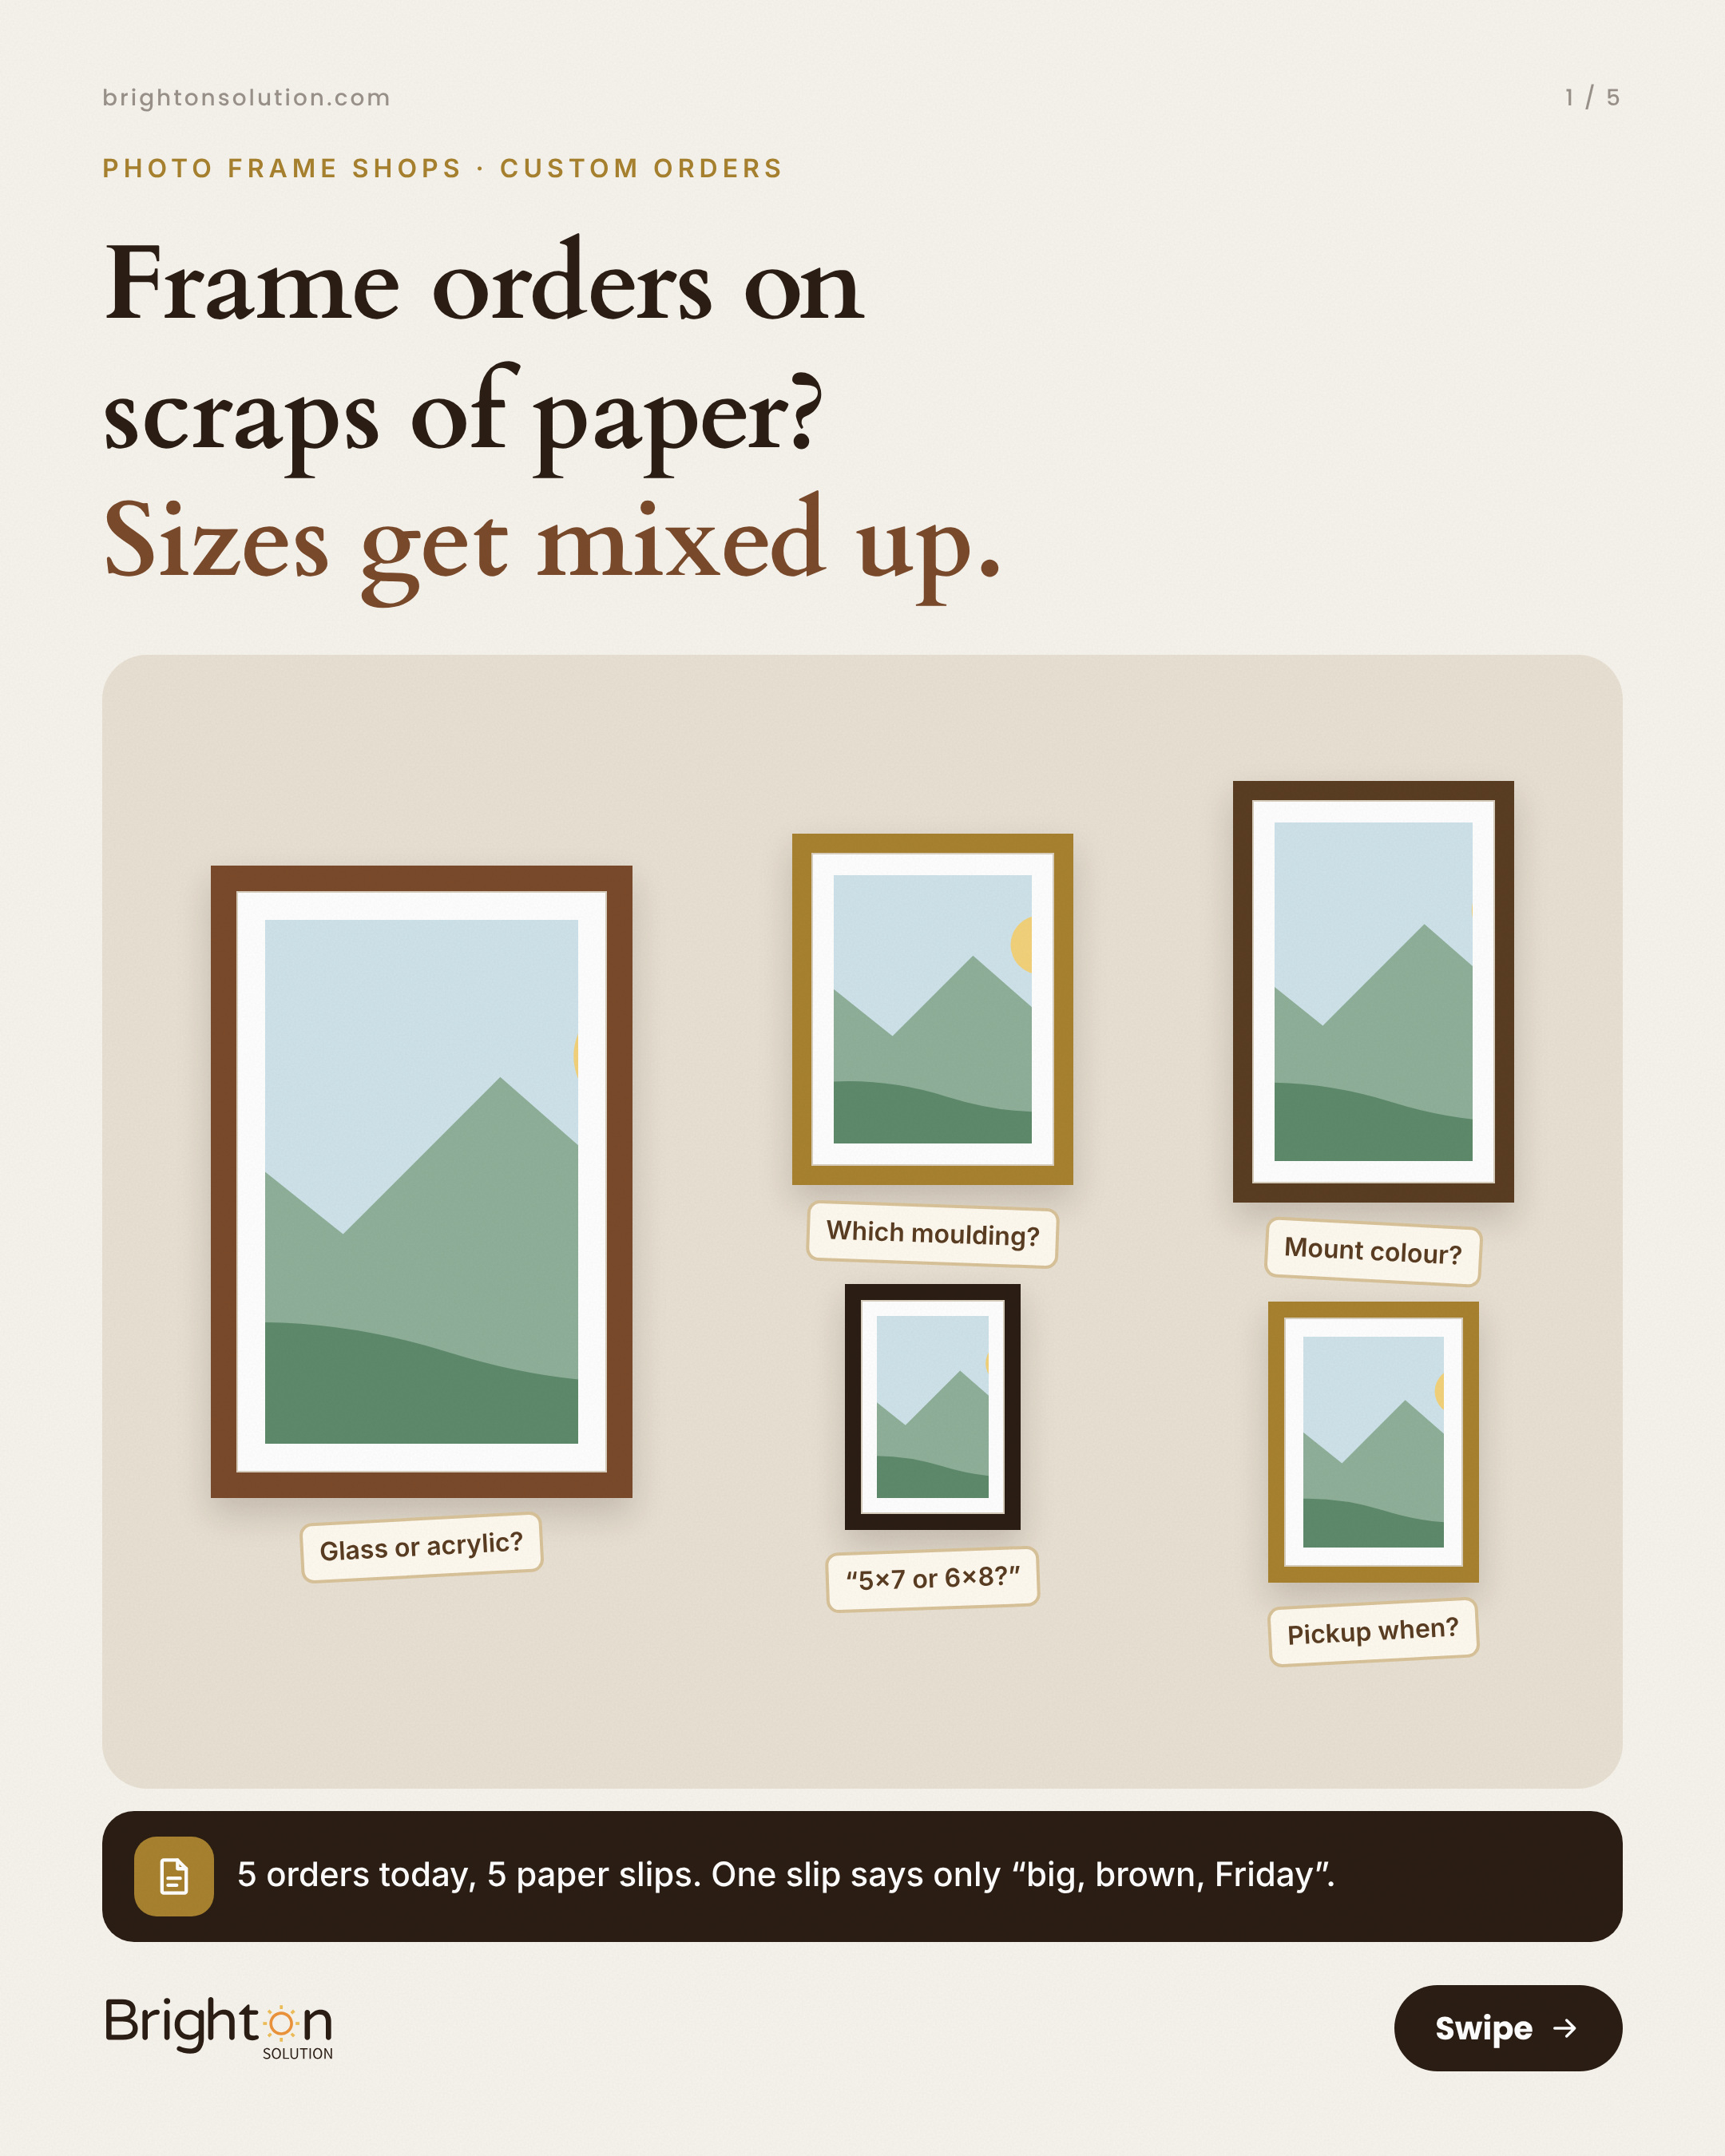 brightonsolution.com
1 / 5
PHOTO FRAME SHOPS · CUSTOM ORDERS
Frame orders on
scraps of paper?
Sizes get mixed up.
Glass or acrylic?
Which moulding?
“5×7 or 6×8?”
Mount colour?
Pickup when?
5 orders today, 5 paper slips. One slip says only “big, brown, Friday”.
Brighton
SOLUTION
Swipe →